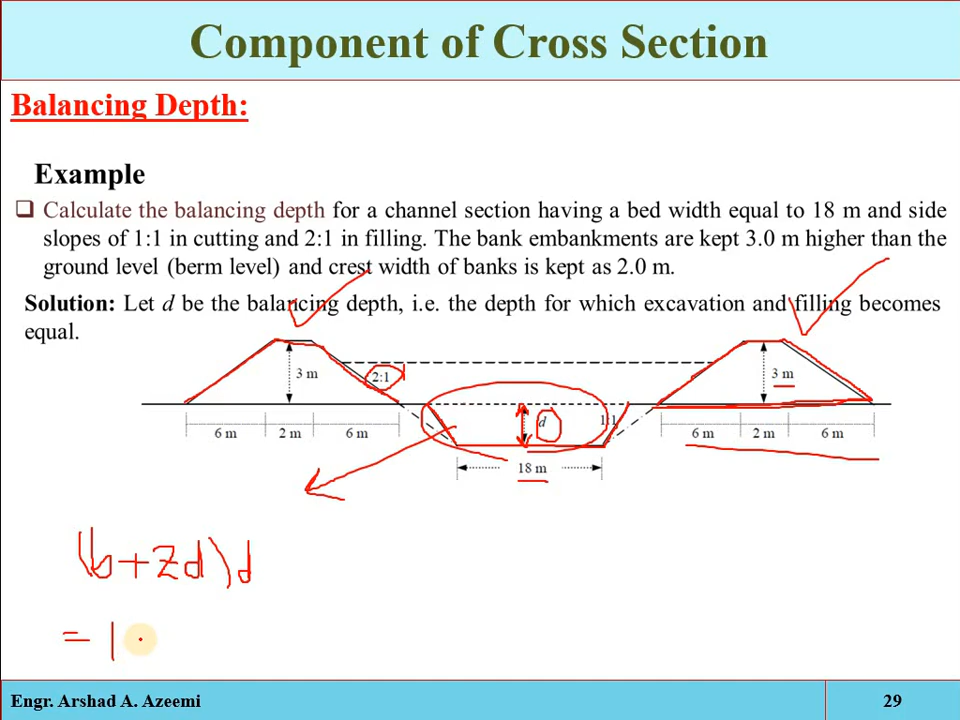 Component of Cross Section
Balancing Depth:
Example
❑ Calculate the balancing depth for a channel section having a bed width equal to 18 m and side
slopes of 1:1 in cutting and 2:1 in filling. The bank embankments are kept 3.0 m higher than the
ground level (berm level) and crest width of banks is kept as 2.0 m.
Solution: Let d be the balancing depth, i.e. the depth for which excavation and filling becomes
equal.
3 m 2:1 3 m
d 1:1
6 m 2 m 6 m 6 m 2 m 6 m
18 m
(b+zd)d
= 1
Engr. Arshad A. Azeemi 29